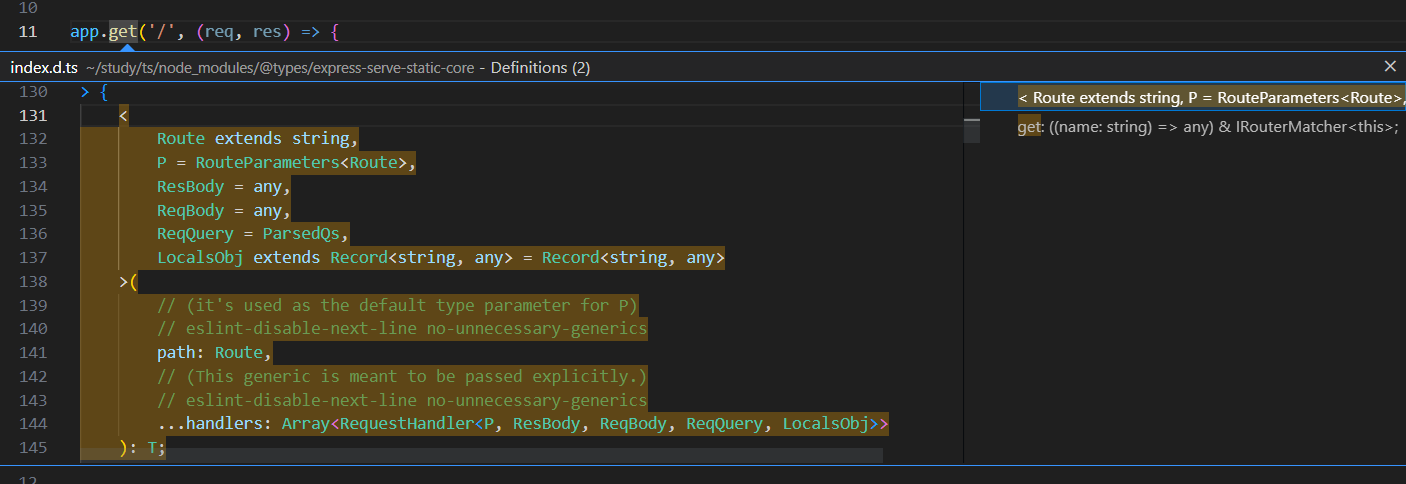 10
11 app.get('/', (req, res) => {
index.d.ts ~/study/ts/node_modules/@types/express-serve-static-core - Definitions (2)
130 > {
131 <
132 Route extends string,
133 P = RouteParameters<Route>,
134 ResBody = any,
135 ReqBody = any,
136 ReqQuery = ParsedQs,
137 LocalsObj extends Record<string, any> = Record<string, any>
138 >(
139 // (it's used as the default type parameter for P)
140 // eslint-disable-next-line no-unnecessary-generics
141 path: Route,
142 // (This generic is meant to be passed explicitly.)
143 // eslint-disable-next-line no-unnecessary-generics
144 ...handlers: Array<RequestHandler<P, ResBody, ReqBody, ReqQuery, LocalsObj>>
145 ): T;
< Route extends string, P = RouteParameters<Route>,
get: ((name: string) => any) & IRouterMatcher<this>;
12